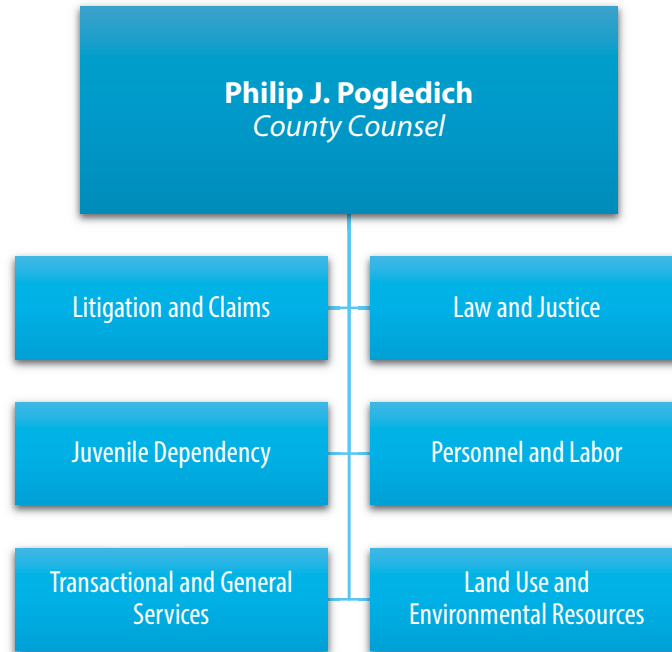 Philip J. Pogledich
County Counsel
Litigation and Claims
Law and Justice
Juvenile Dependency
Personnel and Labor
Transactional and General
Services
Land Use and
Environmental Resources